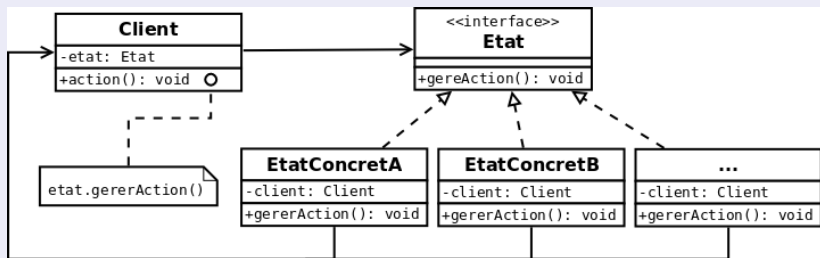 Client
-etat: Etat
+action(): void
<<interface>>
Etat
+gereAction(): void
etat.gererAction()
EtatConcretA
-client: Client
+gererAction(): void
EtatConcretB
-client: Client
+gererAction(): void
...
-client: Client
+gererAction(): void